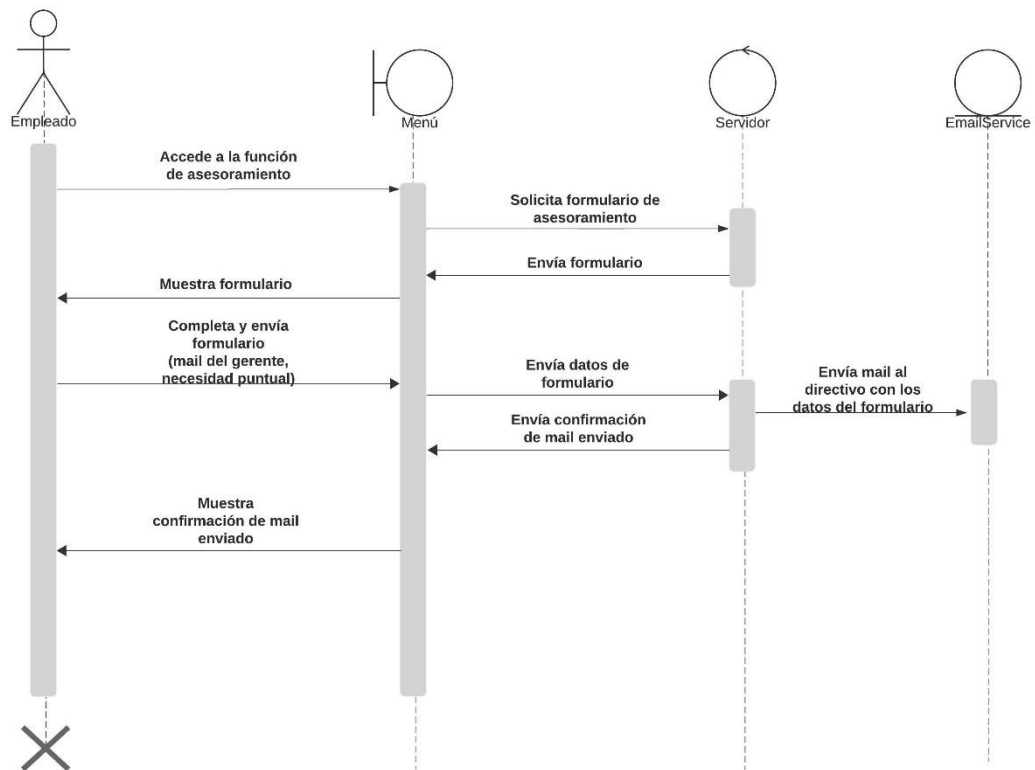 Empleado
Menú
Servidor
EmailService
Accede a la función
de asesoramiento
Solicita formulario de
asesoramiento
Envía formulario
Muestra formulario
Completa y envía
formulario
(mail del gerente,
necesidad puntual)
Envía datos de
formulario
Envía mail al
directivo con los
datos del formulario
Envía confirmación
de mail enviado
Muestra
confirmación de mail
enviado